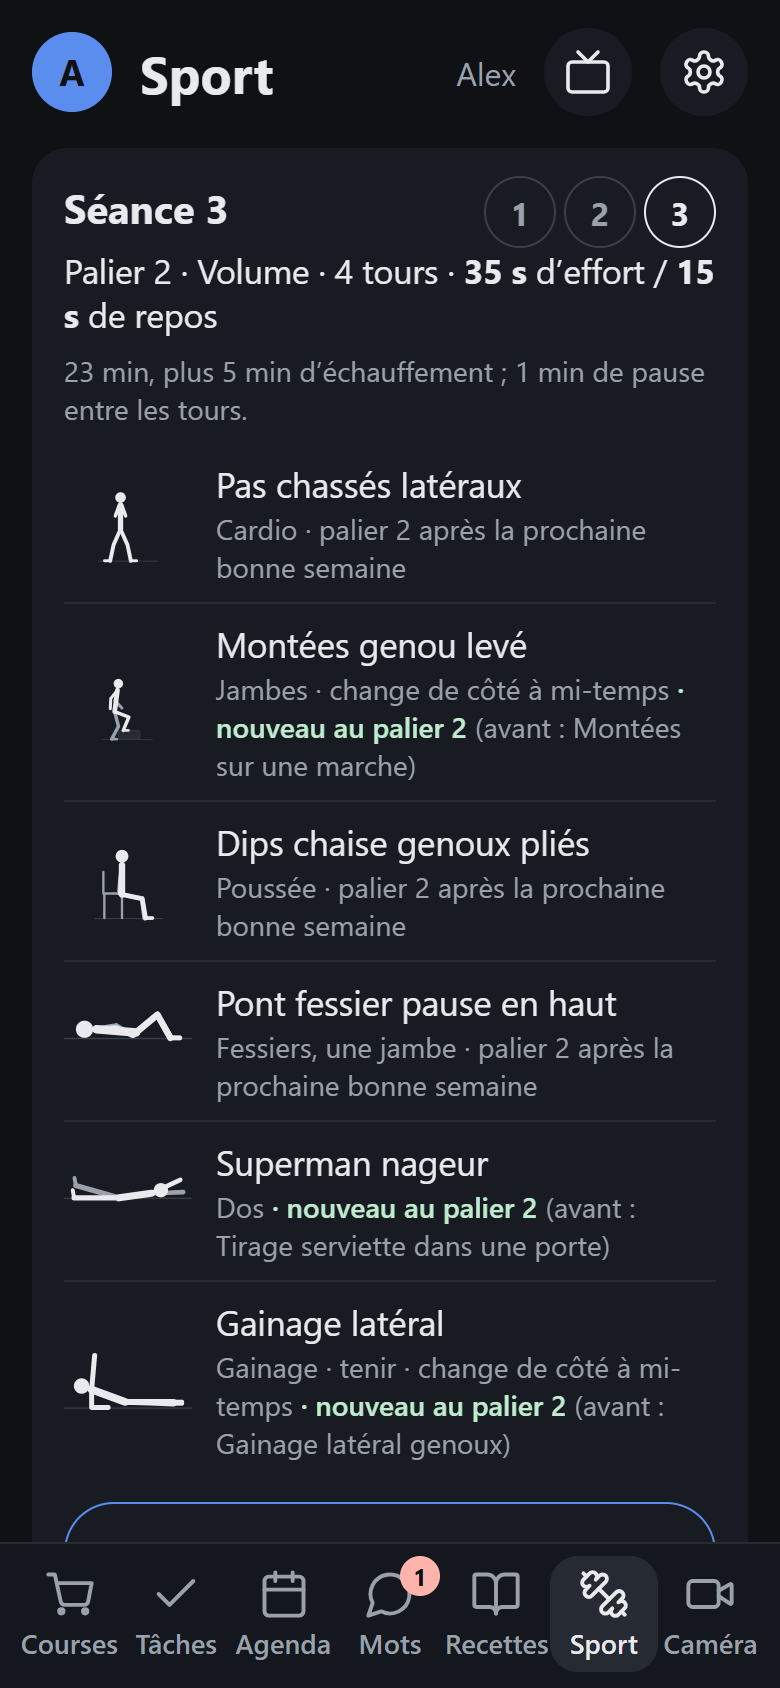 A
Sport
Alex
Séance 3
1
2
3
Palier 2 · Volume · 4 tours · 35 s d’effort / 15
s de repos
23 min, plus 5 min d’échauffement ; 1 min de pause
entre les tours.
Pas chassés latéraux
Cardio · palier 2 après la prochaine
bonne semaine
Montées genou levé
Jambes · change de côté à mi-temps ·
nouveau au palier 2 (avant : Montées
sur une marche)
Dips chaise genoux pliés
Poussée · palier 2 après la prochaine
bonne semaine
Pont fessier pause en haut
Fessiers, une jambe · palier 2 après la
prochaine bonne semaine
Superman nageur
Dos · nouveau au palier 2 (avant :
Tirage serviette dans une porte)
Gainage latéral
Gainage · tenir · change de côté à mi-
temps · nouveau au palier 2 (avant :
Gainage latéral genoux)
1
Courses
Tâches
Agenda
Mots
Recettes
Sport
Caméra